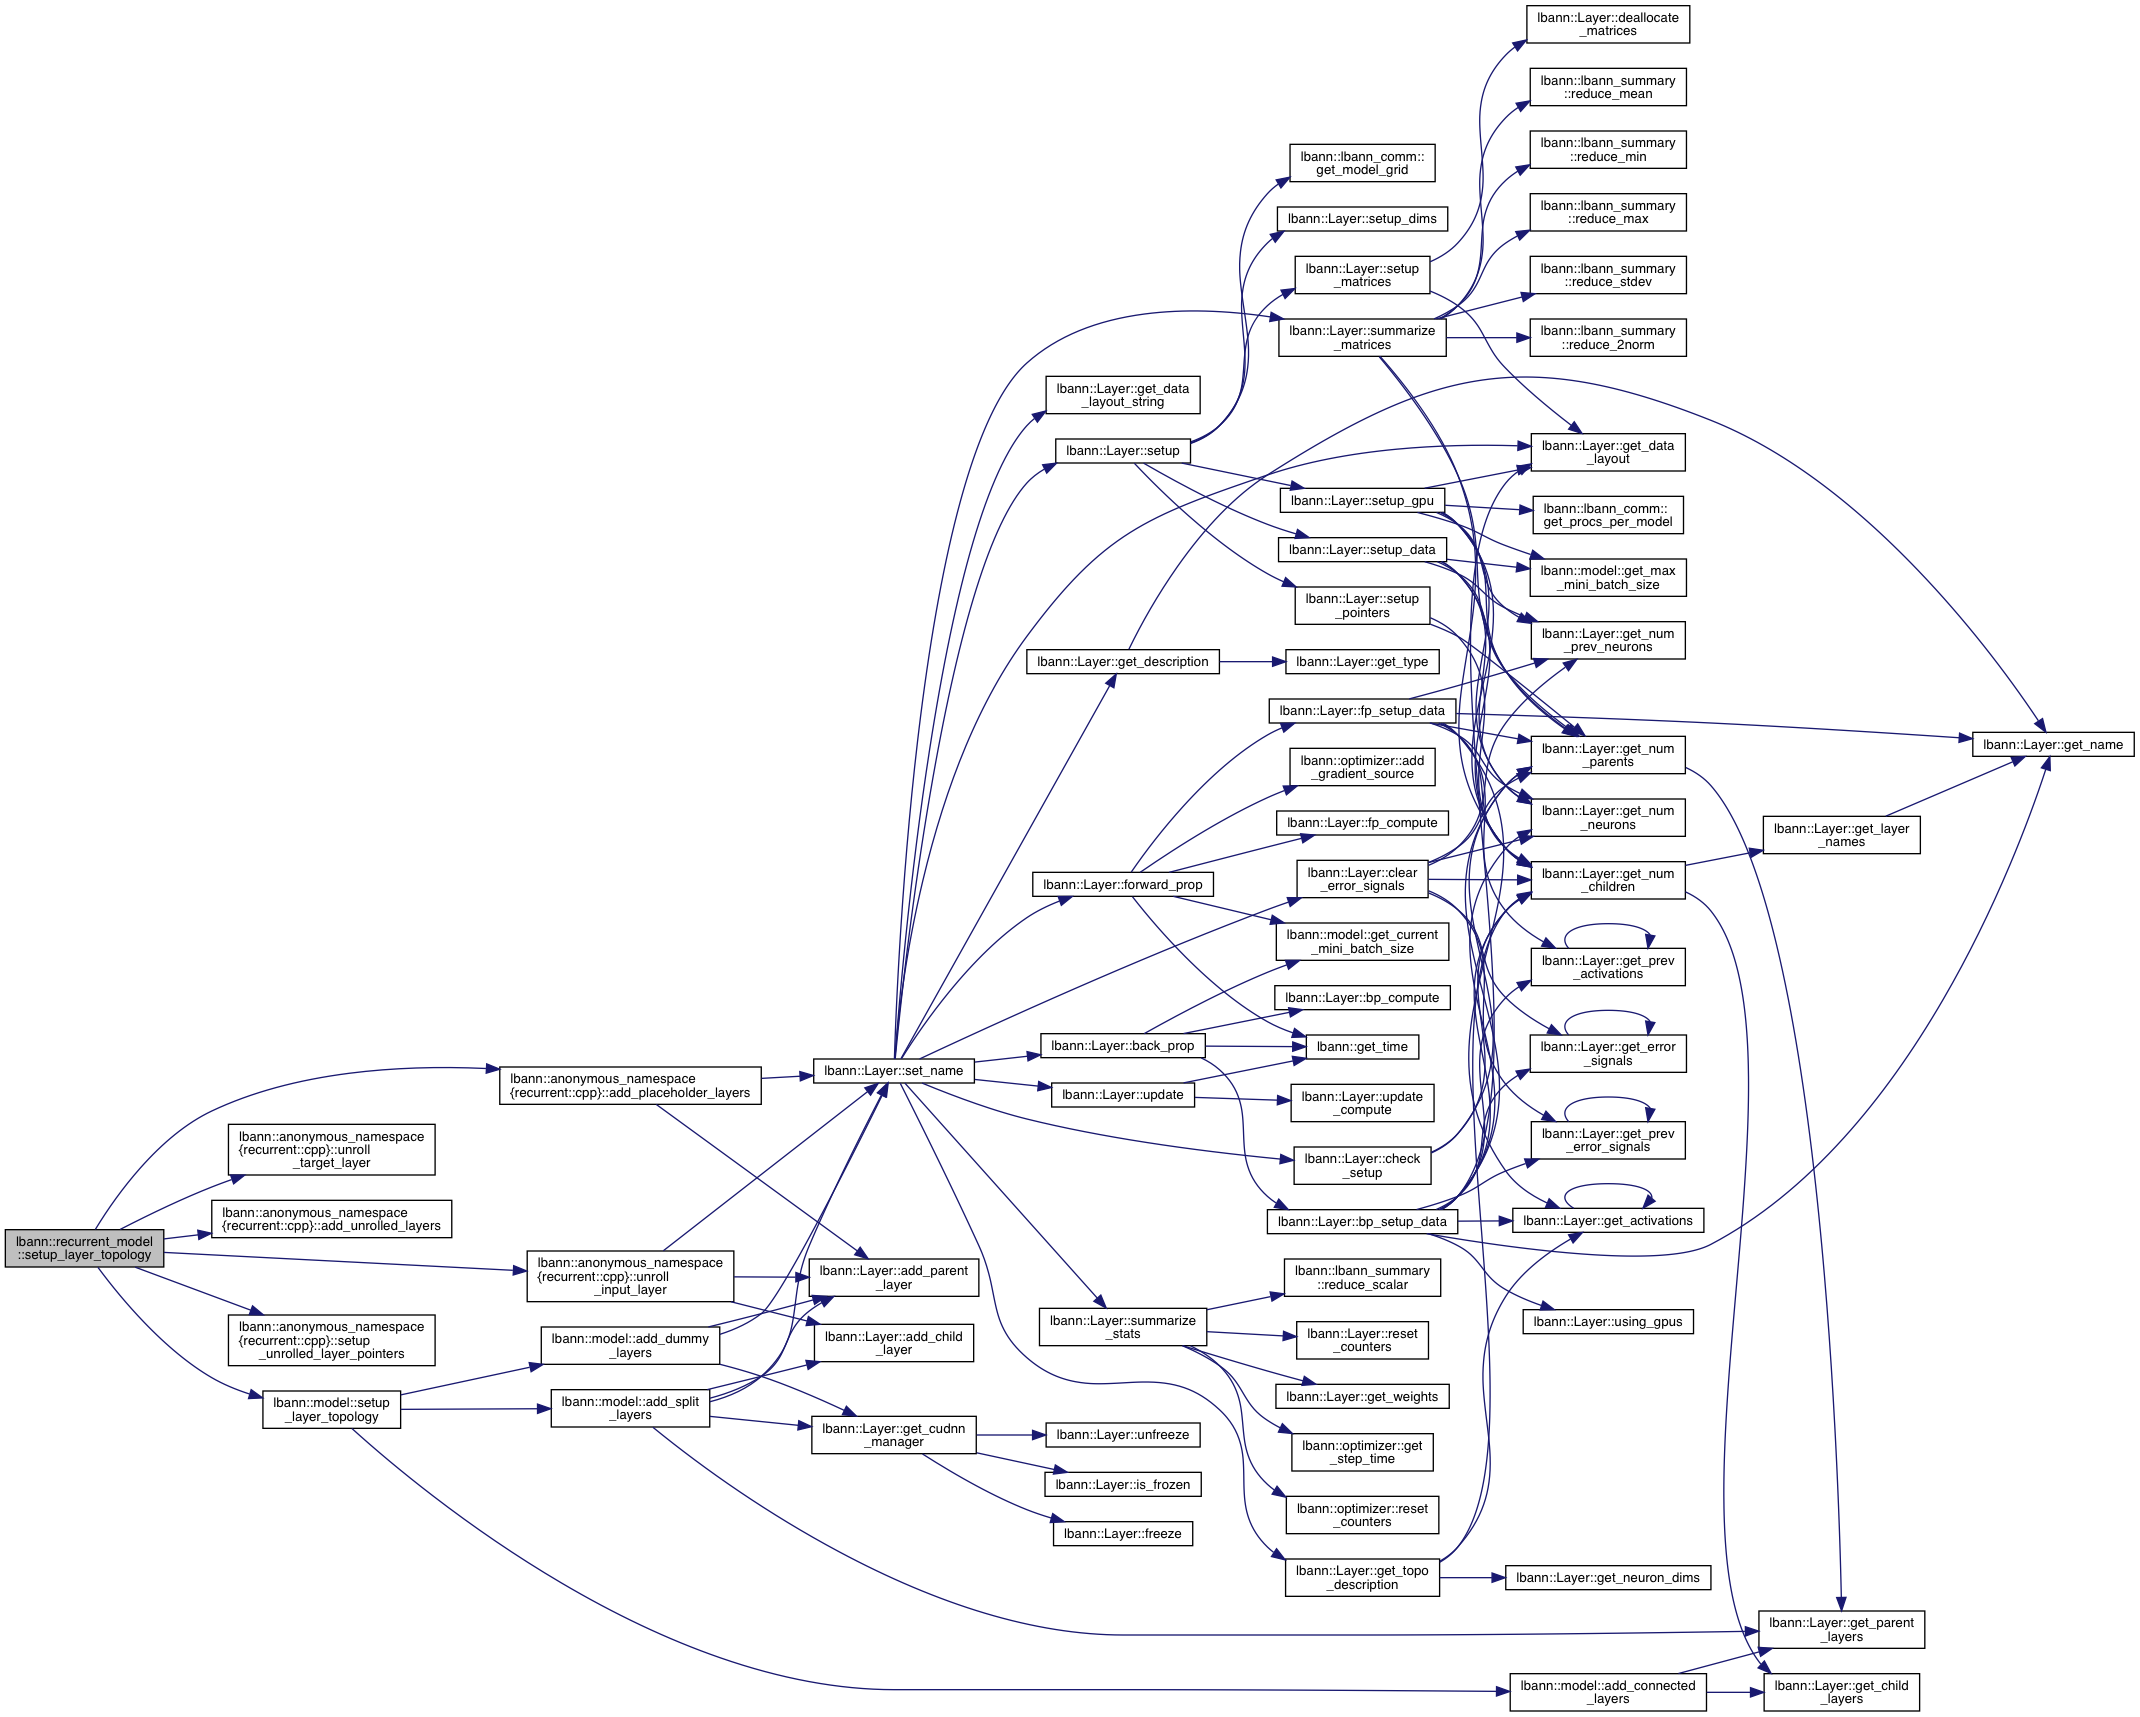 lbann::recurrent_model
::setup_layer_topology
lbann::anonymous_namespace
{recurrent::cpp}::add_placeholder_layers
lbann::anonymous_namespace
{recurrent::cpp}::unroll
_target_layer
lbann::anonymous_namespace
{recurrent::cpp}::add_unrolled_layers
lbann::anonymous_namespace
{recurrent::cpp}::unroll
_input_layer
lbann::anonymous_namespace
{recurrent::cpp}::setup
_unrolled_layer_pointers
lbann::model::setup
_layer_topology
lbann::model::add_dummy
_layers
lbann::model::add_split
_layers
lbann::Layer::set_name
lbann::Layer::add_parent
_layer
lbann::Layer::add_child
_layer
lbann::Layer::get_cudnn
_manager
lbann::Layer::get_data
_layout_string
lbann::Layer::setup
lbann::Layer::get_description
lbann::Layer::forward_prop
lbann::Layer::back_prop
lbann::Layer::update
lbann::Layer::summarize
_stats
lbann::Layer::unfreeze
lbann::Layer::is_frozen
lbann::Layer::freeze
lbann::lbann_comm::
get_model_grid
lbann::Layer::setup_dims
lbann::Layer::setup
_matrices
lbann::Layer::summarize
_matrices
lbann::Layer::setup_gpu
lbann::Layer::setup_data
lbann::Layer::setup
_pointers
lbann::Layer::get_type
lbann::Layer::fp_setup_data
lbann::optimizer::add
_gradient_source
lbann::Layer::fp_compute
lbann::Layer::clear
_error_signals
lbann::model::get_current
_mini_batch_size
lbann::Layer::bp_compute
lbann::get_time
lbann::Layer::update
_compute
lbann::Layer::check
_setup
lbann::Layer::bp_setup_data
lbann::lbann_summary
::reduce_scalar
lbann::Layer::reset
_counters
lbann::Layer::get_weights
lbann::optimizer::get
_step_time
lbann::optimizer::reset
_counters
lbann::Layer::get_topo
_description
lbann::Layer::deallocate
_matrices
lbann::lbann_summary
::reduce_mean
lbann::lbann_summary
::reduce_min
lbann::lbann_summary
::reduce_max
lbann::lbann_summary
::reduce_stdev
lbann::lbann_summary
::reduce_2norm
lbann::Layer::get_data
_layout
lbann::lbann_comm::
get_procs_per_model
lbann::model::get_max
_mini_batch_size
lbann::Layer::get_num
_prev_neurons
lbann::Layer::get_num
_parents
lbann::Layer::get_num
_neurons
lbann::Layer::get_num
_children
lbann::Layer::get_prev
_activations
lbann::Layer::get_error
_signals
lbann::Layer::get_prev
_error_signals
lbann::Layer::get_activations
lbann::Layer::using_gpus
lbann::Layer::get_neuron_dims
lbann::model::add_connected
_layers
lbann::Layer::get_layer
_names
lbann::Layer::get_parent
_layers
lbann::Layer::get_child
_layers
lbann::Layer::get_name